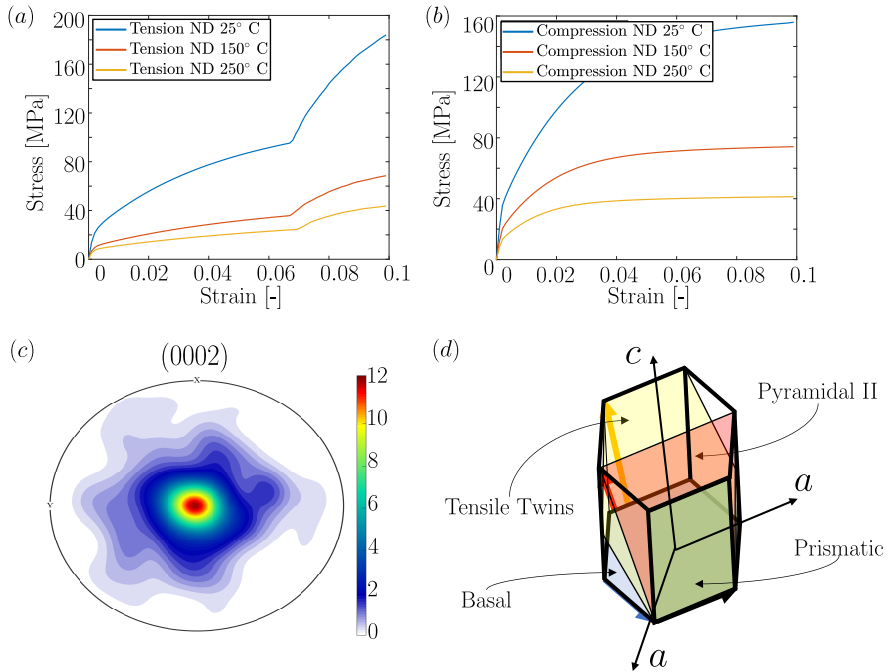 (a)
200
160
120
80
40
0
Stress [MPa]
Tension ND 25° C
Tension ND 150° C
Tension ND 250° C
0
0.02
0.04
0.06
0.08
0.1
Strain [-]
(b)
160
120
80
40
0
Stress [MPa]
Compression ND 25° C
Compression ND 150° C
Compression ND 250° C
0
0.02
0.04
0.06
0.08
0.1
Strain [-]
(c)
(0002)
X
Y
12
10
8
6
4
2
0
(d)
c
Pyramidal II
a
Tensile Twins
Prismatic
Basal
a